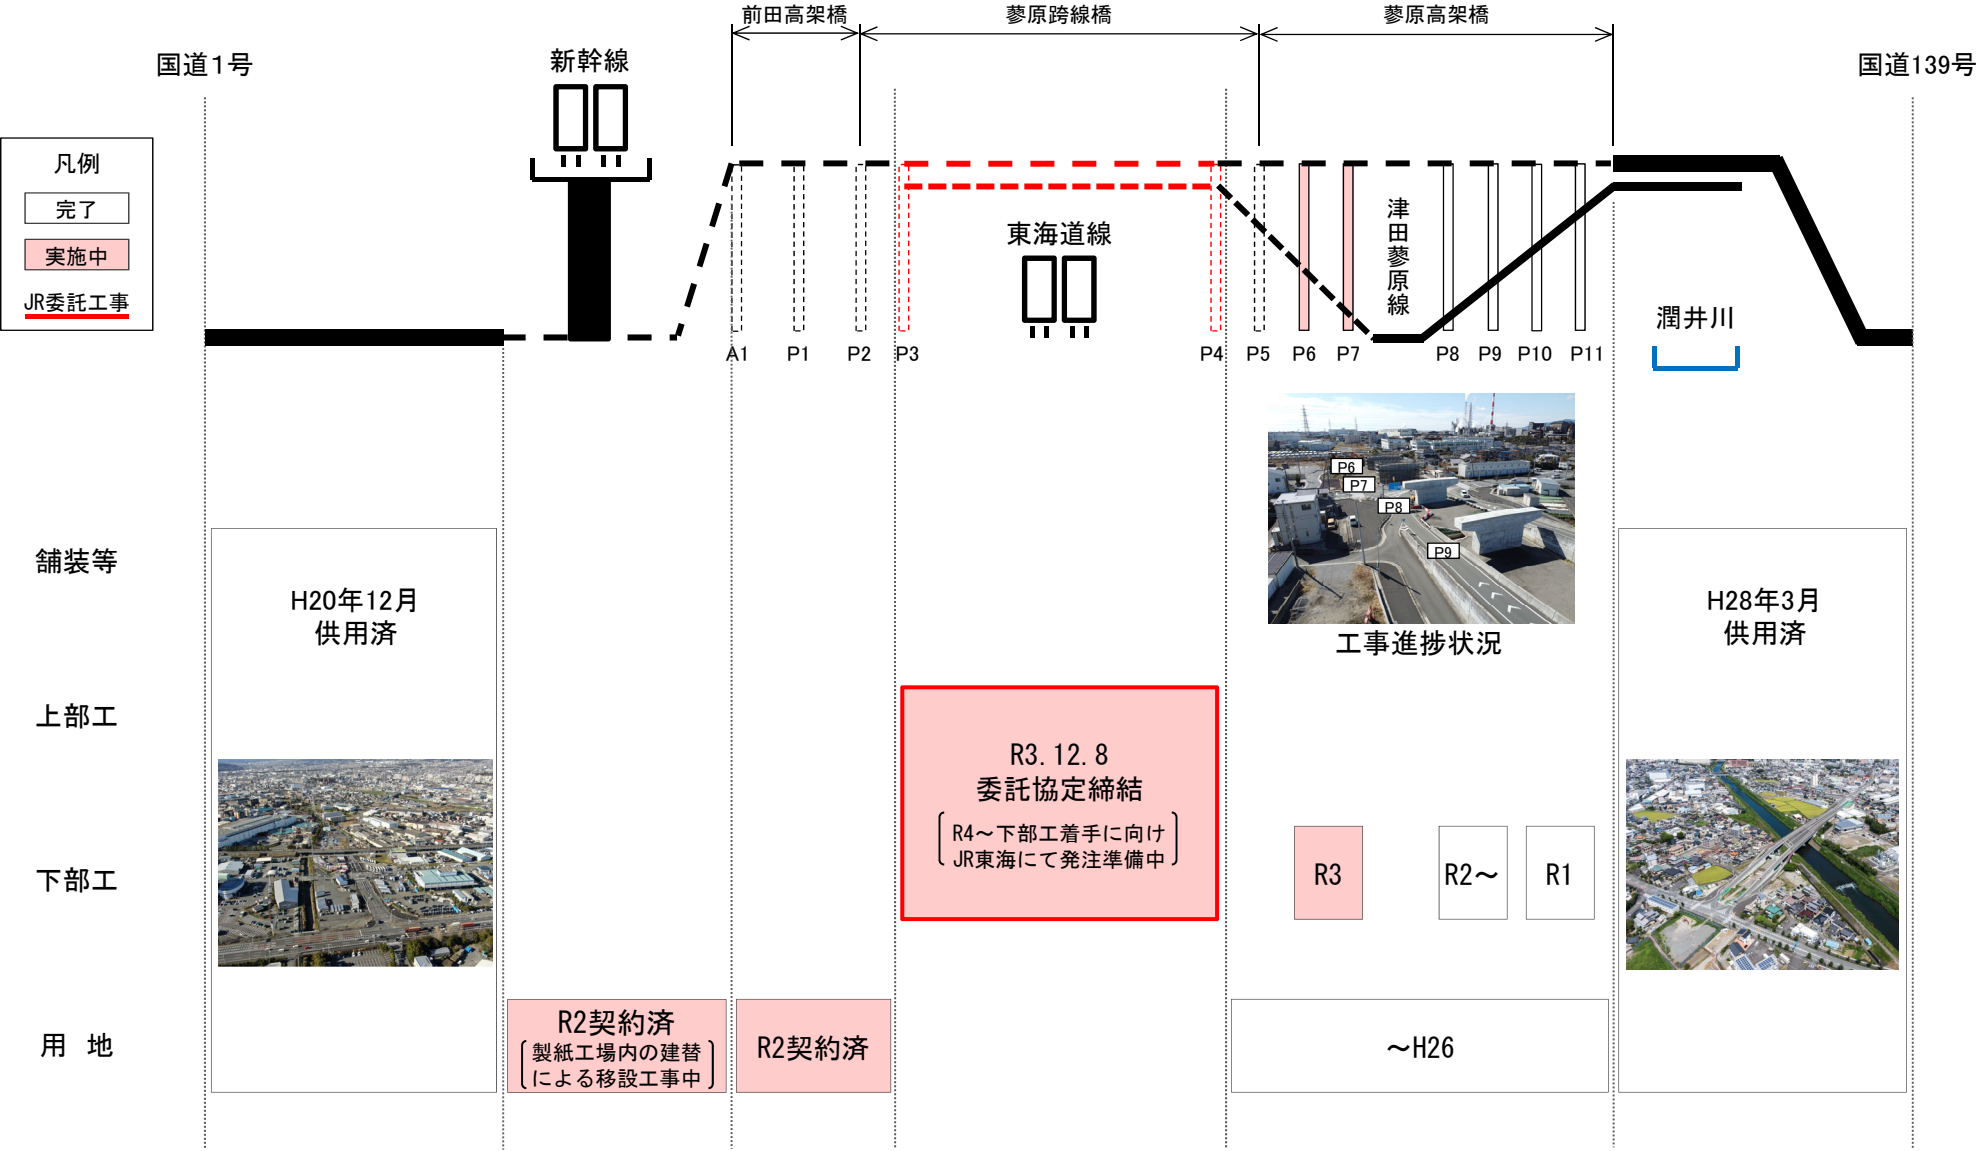 前田高架橋
蓼原跨線橋
蓼原高架橋
国道1号
新幹線
国道139号
凡例
完了
実施中
JR委託工事
東海道線
津田蓼原線
潤井川
A1
P1
P2
P3
P4
P5
P6
P7
P8
P9
P10
P11
P6
P7
P8
P9
工事進捗状況
舗装等
H20年12月
供用済
H28年3月
供用済
上部工
R3.12.8
委託協定締結
R4～下部工着手に向け
JR東海にて発注準備中
下部工
R3
R2～
R1
用 地
R2契約済
製紙工場内の建替
による移設工事中
R2契約済
～H26